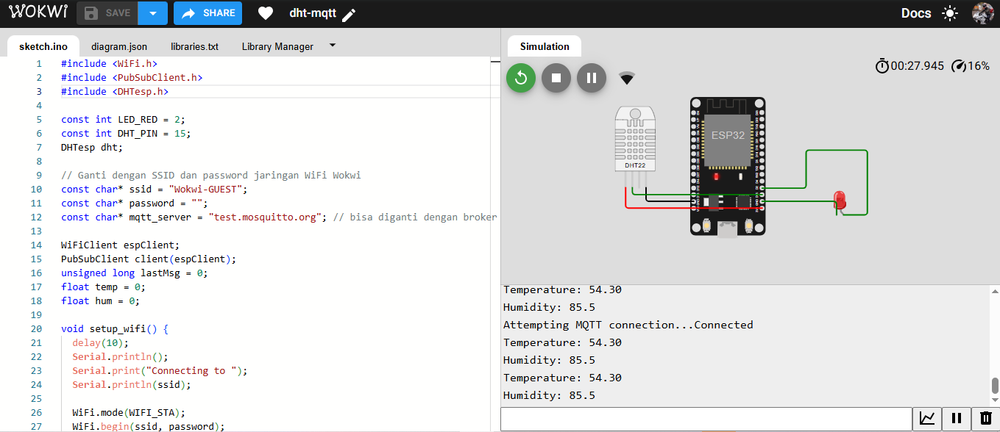 WOKWI SAVE SHARE dht-mqtt Docs
sketch.ino diagram.json libraries.txt Library Manager
1 #include <WiFi.h>
2 #include <PubSubClient.h>
3 #include <DHTesp.h>
4
5 const int LED_RED = 2;
6 const int DHT_PIN = 15;
7 DHTesp dht;
8
9 // Ganti dengan SSID dan password jaringan WiFi Wokwi
10 const char* ssid = "Wokwi-GUEST";
11 const char* password = "";
12 const char* mqtt_server = "test.mosquitto.org"; // bisa diganti dengan broker
13
14 WiFiClient espClient;
15 PubSubClient client(espClient);
16 unsigned long lastMsg = 0;
17 float temp = 0;
18 float hum = 0;
19
20 void setup_wifi() {
21 delay(10);
22 Serial.println();
23 Serial.print("Connecting to ");
24 Serial.println(ssid);
25
26 WiFi.mode(WIFI_STA);
27 WiFi.begin(ssid, password);
Simulation
00:27.945 16%
ESP32
DHT22
Temperature: 54.30
Humidity: 85.5
Attempting MQTT connection...Connected
Temperature: 54.30
Humidity: 85.5
Temperature: 54.30
Humidity: 85.5